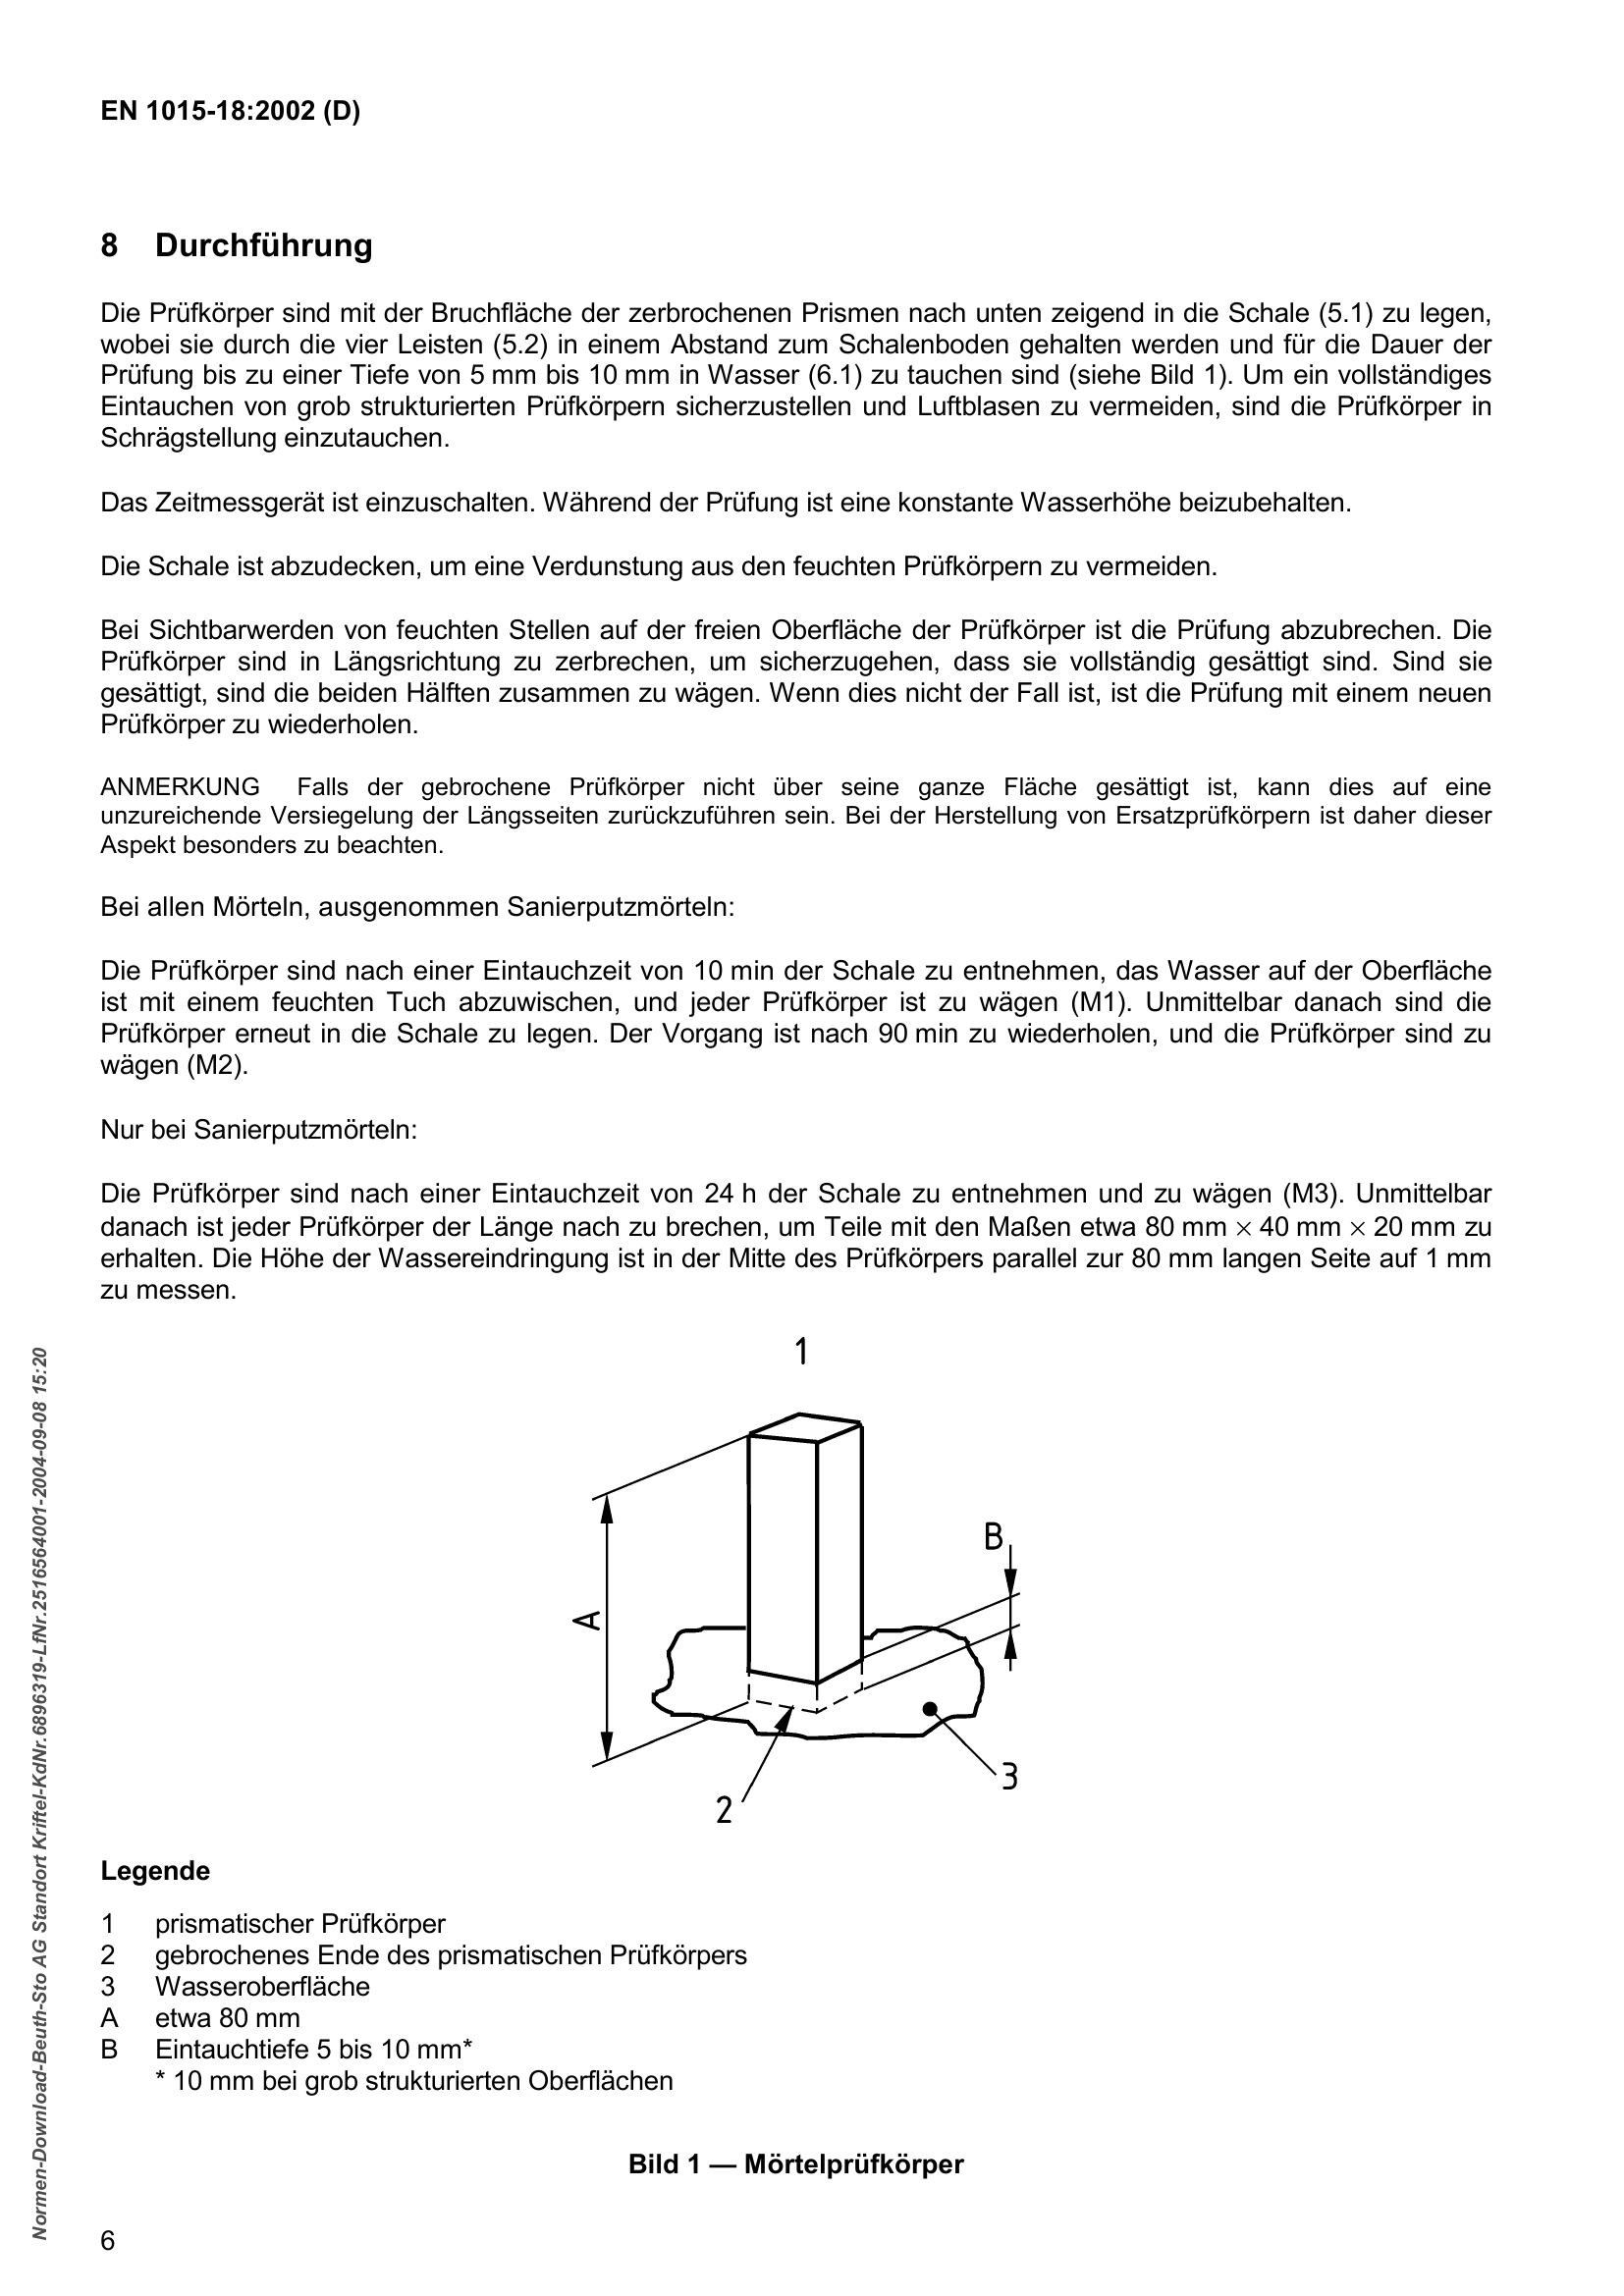 EN 1015-18:2002 (D)
8 Durchführung
Die Prüfkörper sind mit der Bruchfläche der zerbrochenen Prismen nach unten zeigend in die Schale (5.1) zu legen,
wobei sie durch die vier Leisten (5.2) in einem Abstand zum Schalenboden gehalten werden und für die Dauer der
Prüfung bis zu einer Tiefe von 5 mm bis 10 mm in Wasser (6.1) zu tauchen sind (siehe Bild 1). Um ein vollständiges
Eintauchen von grob strukturierten Prüfkörpern sicherzustellen und Luftblasen zu vermeiden, sind die Prüfkörper in
Schrägstellung einzutauchen.
Das Zeitmessgerät ist einzuschalten. Während der Prüfung ist eine konstante Wasserhöhe beizubehalten.
Die Schale ist abzudecken, um eine Verdunstung aus den feuchten Prüfkörpern zu vermeiden.
Bei Sichtbarwerden von feuchten Stellen auf der freien Oberfläche der Prüfkörper ist die Prüfung abzubrechen. Die
Prüfkörper sind in Längsrichtung zu zerbrechen, um sicherzugehen, dass sie vollständig gesättigt sind. Sind sie
gesättigt, sind die beiden Hälften zusammen zu wägen. Wenn dies nicht der Fall ist, ist die Prüfung mit einem neuen
Prüfkörper zu wiederholen.
ANMERKUNG Falls der gebrochene Prüfkörper nicht über seine ganze Fläche gesättigt ist, kann dies auf eine
unzureichende Versiegelung der Längsseiten zurückzuführen sein. Bei der Herstellung von Ersatzprüfkörpern ist daher dieser
Aspekt besonders zu beachten.
Bei allen Mörteln, ausgenommen Sanierputzmörteln:
Die Prüfkörper sind nach einer Eintauchzeit von 10 min der Schale zu entnehmen, das Wasser auf der Oberfläche
ist mit einem feuchten Tuch abzuwischen, und jeder Prüfkörper ist zu wägen (M1). Unmittelbar danach sind die
Prüfkörper erneut in die Schale zu legen. Der Vorgang ist nach 90 min zu wiederholen, und die Prüfkörper sind zu
wägen (M2).
Nur bei Sanierputzmörteln:
Die Prüfkörper sind nach einer Eintauchzeit von 24 h der Schale zu entnehmen und zu wägen (M3). Unmittelbar
danach ist jeder Prüfkörper der Länge nach zu brechen, um Teile mit den Maßen etwa 80 mm × 40 mm × 20 mm zu
erhalten. Die Höhe der Wassereindringung ist in der Mitte des Prüfkörpers parallel zur 80 mm langen Seite auf 1 mm
zu messen.
1
B
A
3
2
Legende
1 prismatischer Prüfkörper
2 gebrochenes Ende des prismatischen Prüfkörpers
3 Wasseroberfläche
A etwa 80 mm
B Eintauchtiefe 5 bis 10 mm*
* 10 mm bei grob strukturierten Oberflächen
Bild 1 — Mörtelprüfkörper
6
Normen-Download-Beuth-Sto AG Standort Kriftel-KdNr.6896319-LfNr.2516564001-2004-09-08 15:20